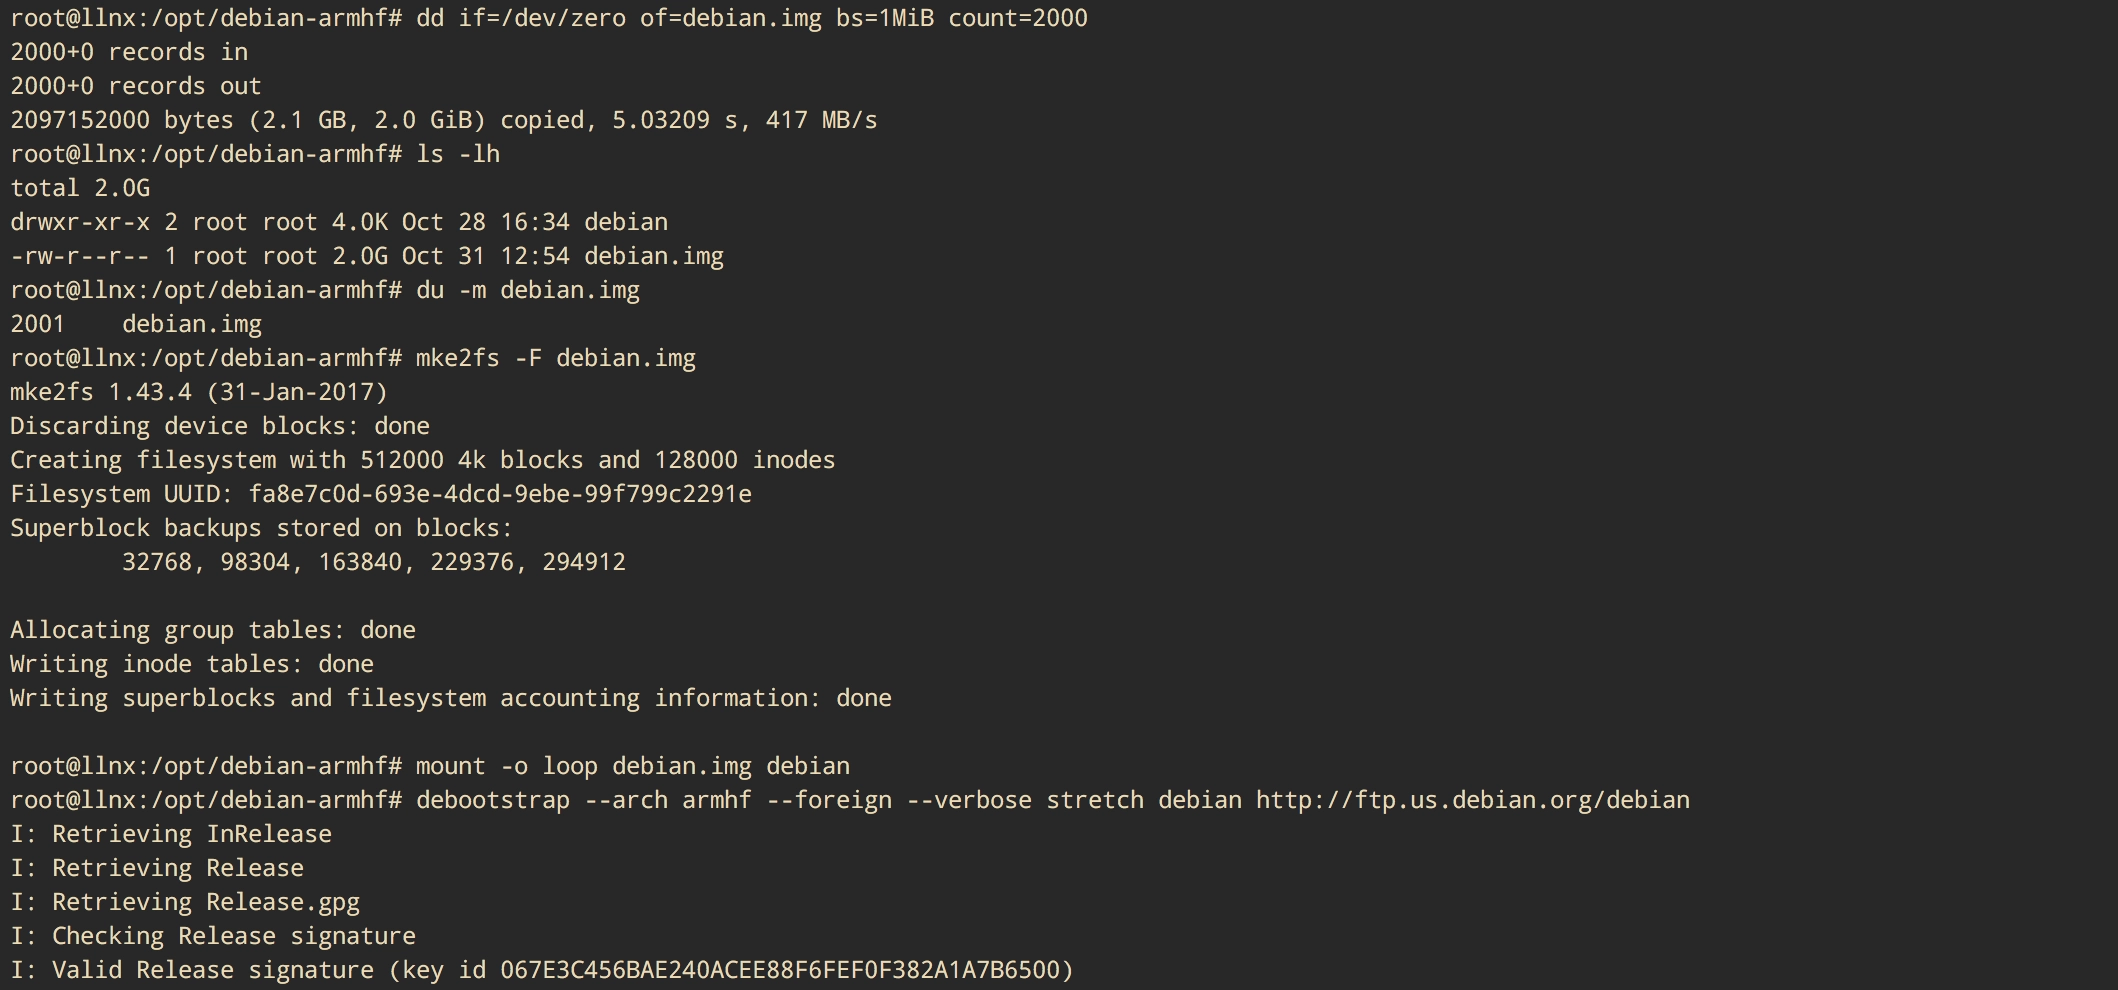 root@llnx:/opt/debian-armhf# dd if=/dev/zero of=debian.img bs=1MiB count=2000
2000+0 records in
2000+0 records out
2097152000 bytes (2.1 GB, 2.0 GiB) copied, 5.03209 s, 417 MB/s
root@llnx:/opt/debian-armhf# ls -lh
total 2.0G
drwxr-xr-x 2 root root 4.0K Oct 28 16:34 debian
-rw-r--r-- 1 root root 2.0G Oct 31 12:54 debian.img
root@llnx:/opt/debian-armhf# du -m debian.img
2001    debian.img
root@llnx:/opt/debian-armhf# mke2fs -F debian.img
mke2fs 1.43.4 (31-Jan-2017)
Discarding device blocks: done
Creating filesystem with 512000 4k blocks and 128000 inodes
Filesystem UUID: fa8e7c0d-693e-4dcd-9ebe-99f799c2291e
Superblock backups stored on blocks:
        32768, 98304, 163840, 229376, 294912

Allocating group tables: done
Writing inode tables: done
Writing superblocks and filesystem accounting information: done

root@llnx:/opt/debian-armhf# mount -o loop debian.img debian
root@llnx:/opt/debian-armhf# debootstrap --arch armhf --foreign --verbose stretch debian http://ftp.us.debian.org/debian
I: Retrieving InRelease
I: Retrieving Release
I: Retrieving Release.gpg
I: Checking Release signature
I: Valid Release signature (key id 067E3C456BAE240ACEE88F6FEF0F382A1A7B6500)